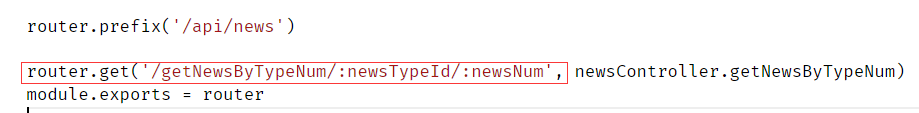 router.prefix('/api/news')
router.get('/getNewsByTypeNum/:newsTypeId/:newsNum', newsController.getNewsByTypeNum)
module.exports = router